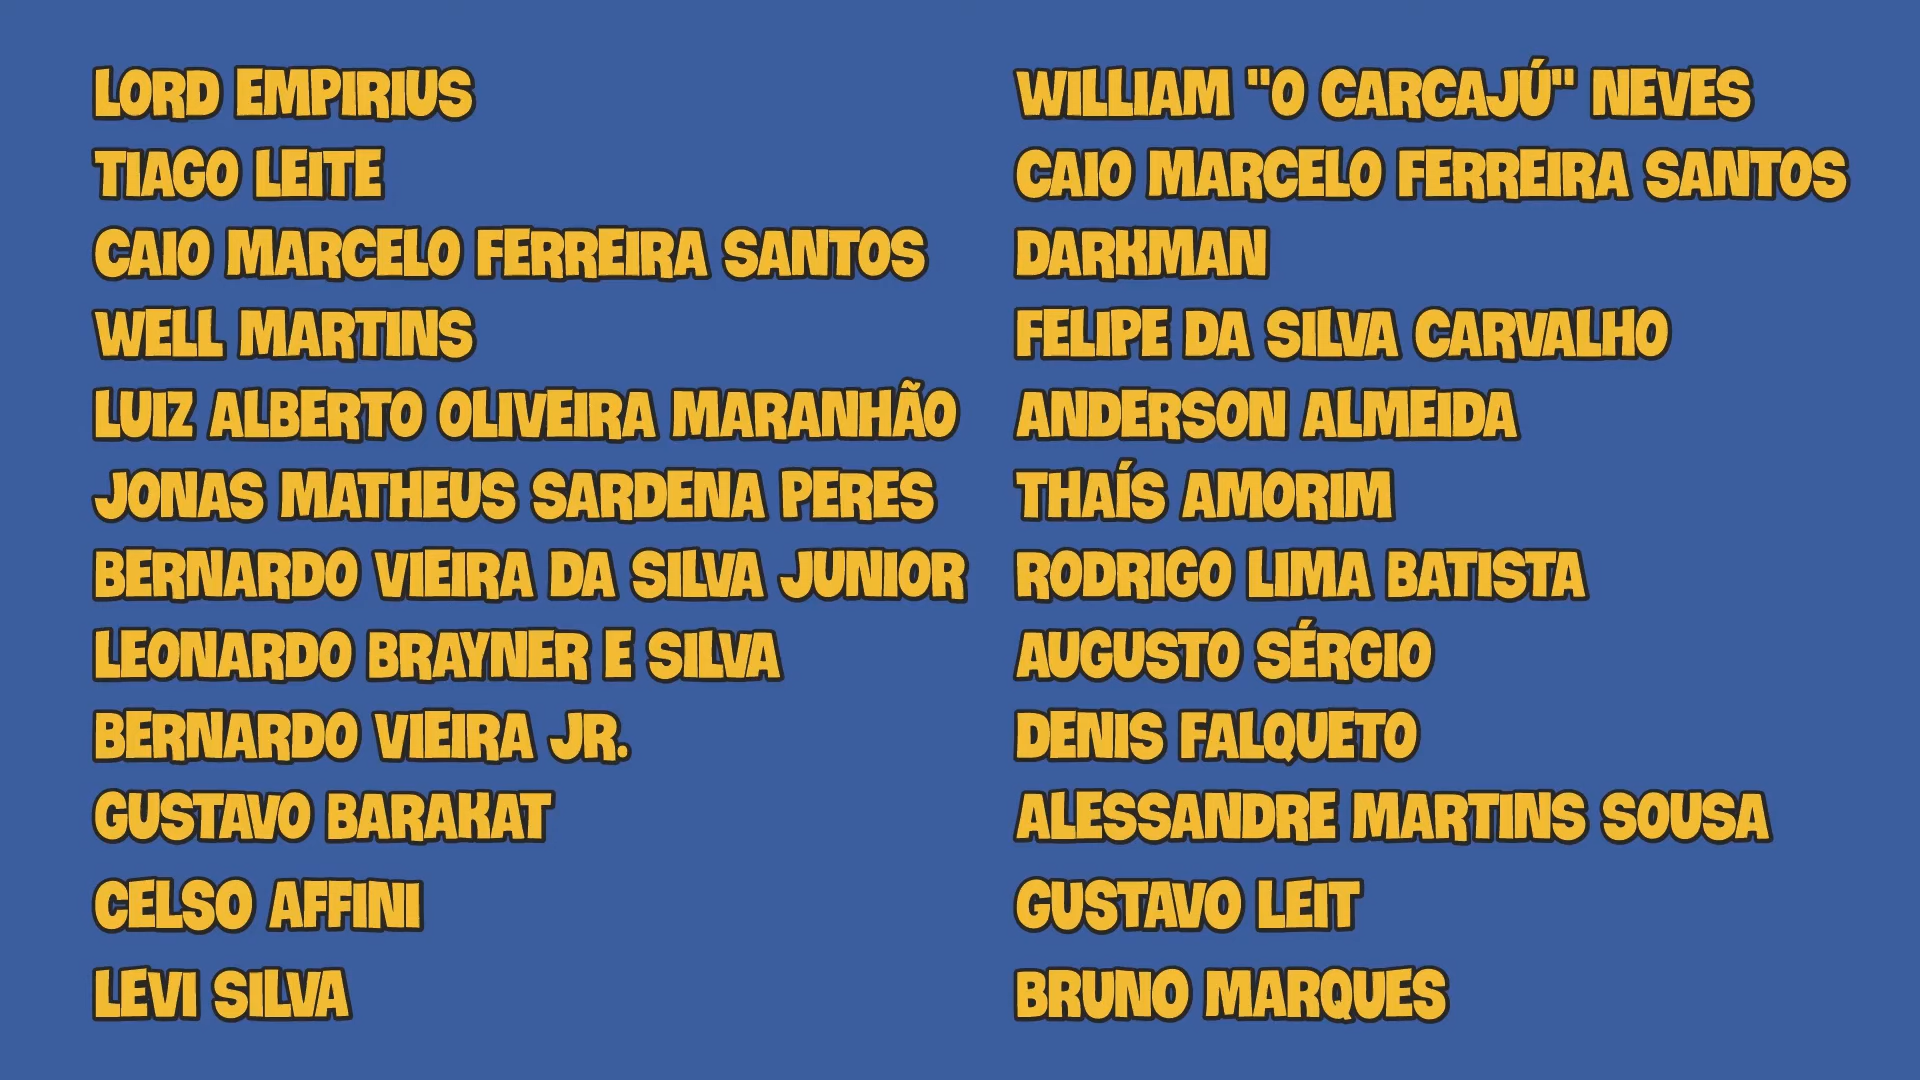 LORD EMPIRIUS
TIAGO LEITE
CAIO MARCELO FERREIRA SANTOS
WELL MARTINS
LUIZ ALBERTO OLIVEIRA MARANHÃO
JONAS MATHEUS SARDENA PERES
BERNARDO VIEIRA DA SILVA JUNIOR
LEONARDO BRAYNER E SILVA
BERNARDO VIEIRA JR.
GUSTAVO BARAKAT
CELSO AFFINI
LEVI SILVA
WILLIAM "O CARCAJÚ" NEVES
CAIO MARCELO FERREIRA SANTOS
DARKMAN
FELIPE DA SILVA CARVALHO
ANDERSON ALMEIDA
THAÍS AMORIM
RODRIGO LIMA BATISTA
AUGUSTO SÉRGIO
DENIS FALQUETO
ALESSANDRE MARTINS SOUSA
GUSTAVO LEIT
BRUNO MARQUES